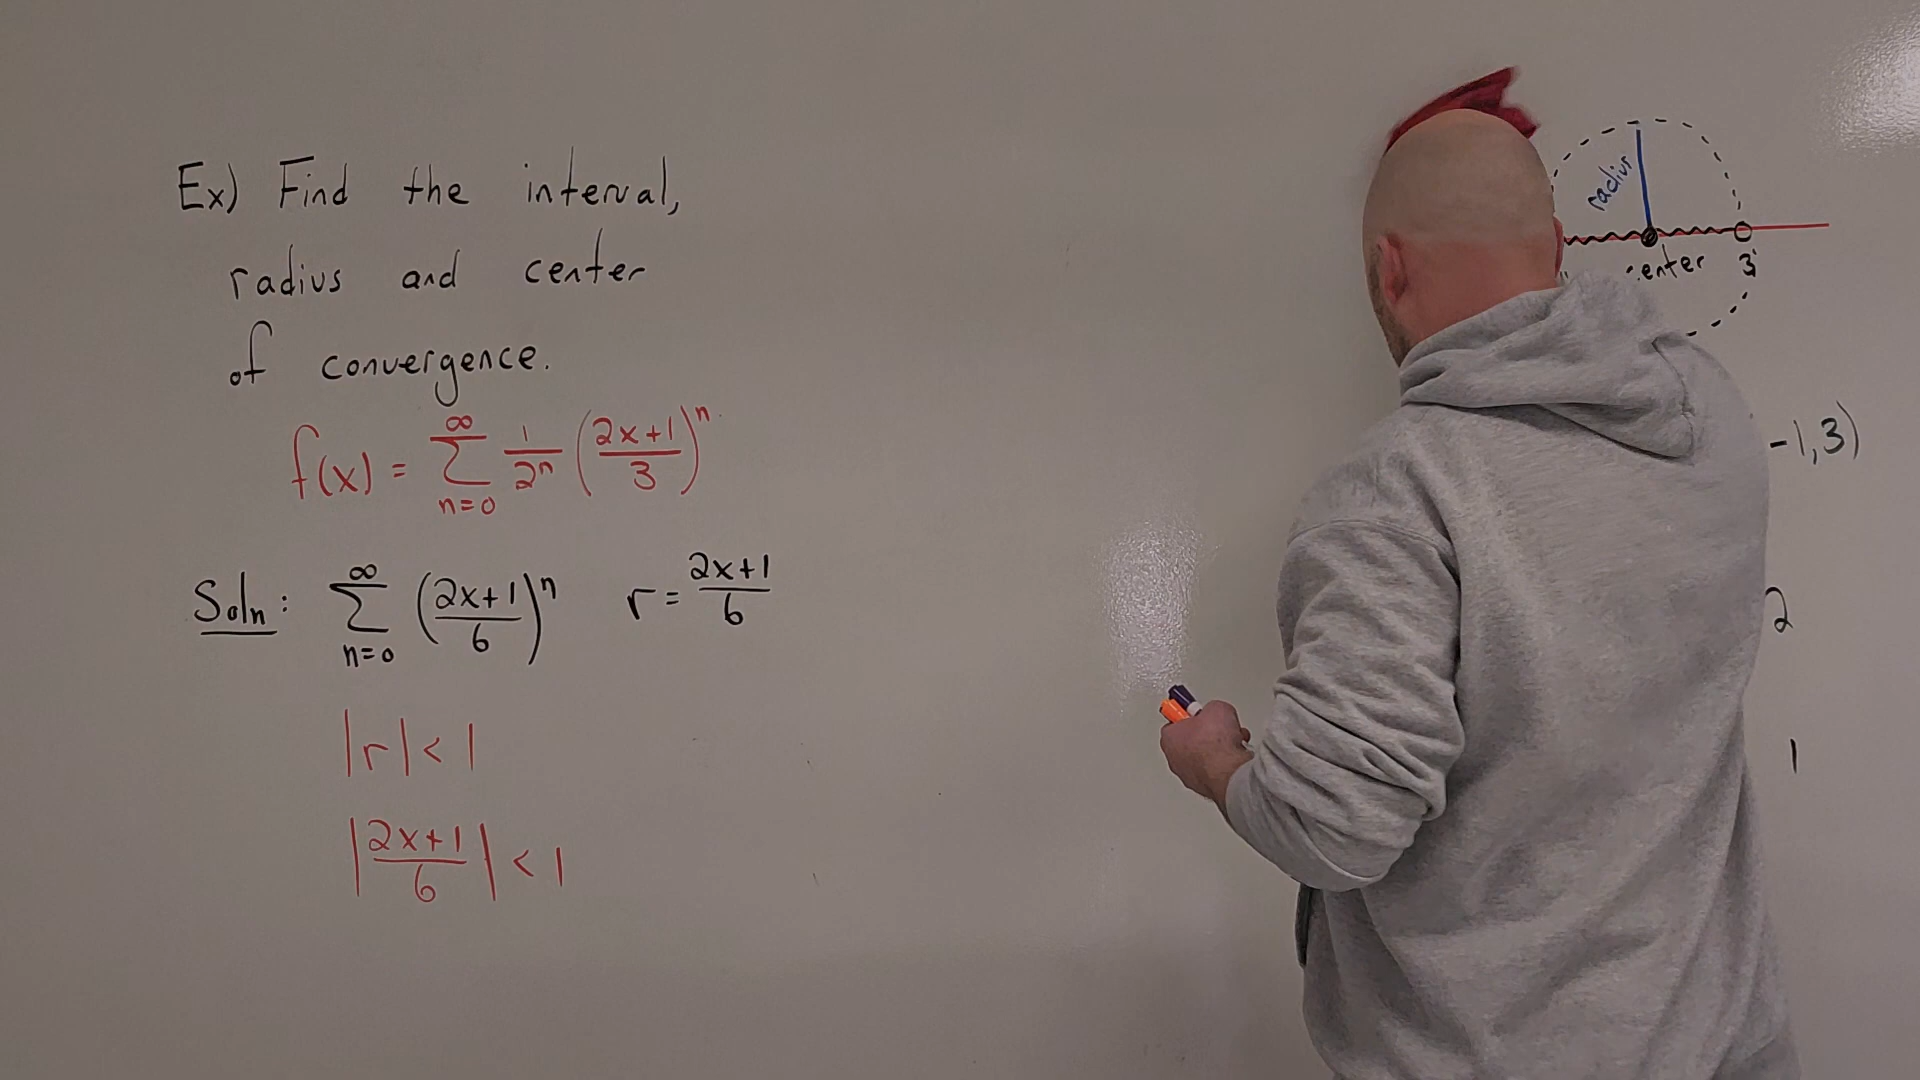 Ex) Find the interval,
radius and center
of convergence.
f(x) = ∞∑n=0 1/2ⁿ ((2x+1)/3)ⁿ
Soln: ∞∑n=0 ((2x+1)/6)ⁿ r = (2x+1)/6
|r| < 1
|(2x+1)/6| < 1
radius
3
-1,3)
2
1